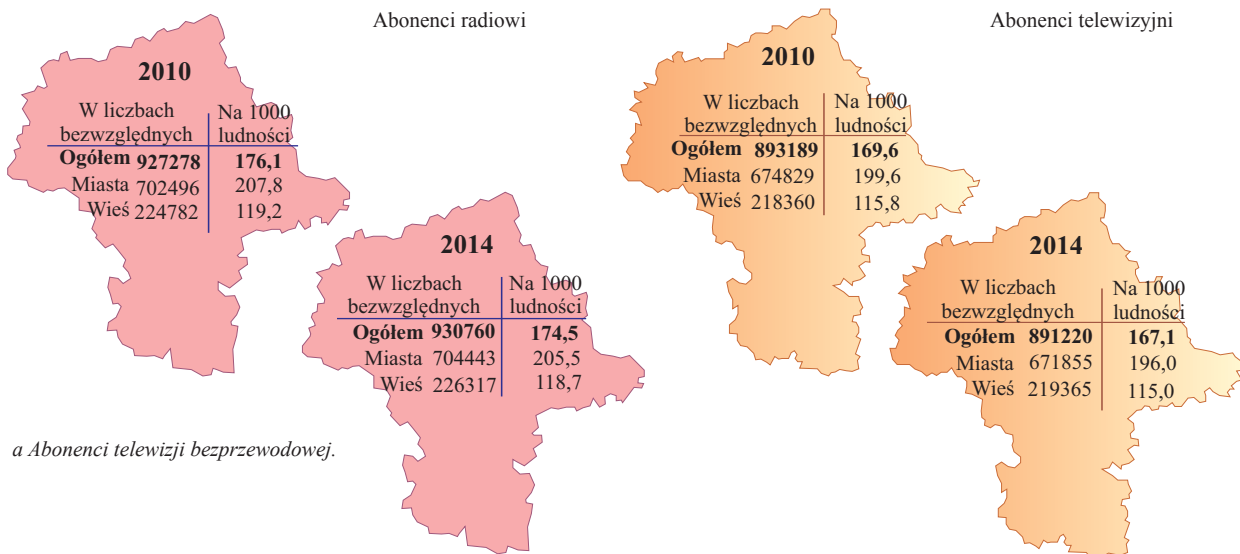 Abonenci radiowi
2010
W liczbach bezwzględnych Na 1000 ludności
Ogółem 927278 176,1
Miasta 702496 207,8
Wieś 224782 119,2
2014
W liczbach bezwzględnych Na 1000 ludności
Ogółem 930760 174,5
Miasta 704443 205,5
Wieś 226317 118,7
Abonenci telewizyjni
2010
W liczbach bezwzględnych Na 1000 ludności
Ogółem 893189 169,6
Miasta 674829 199,6
Wieś 218360 115,8
2014
W liczbach bezwzględnych Na 1000 ludności
Ogółem 891220 167,1
Miasta 671855 196,0
Wieś 219365 115,0
a Abonenci telewizji bezprzewodowej.